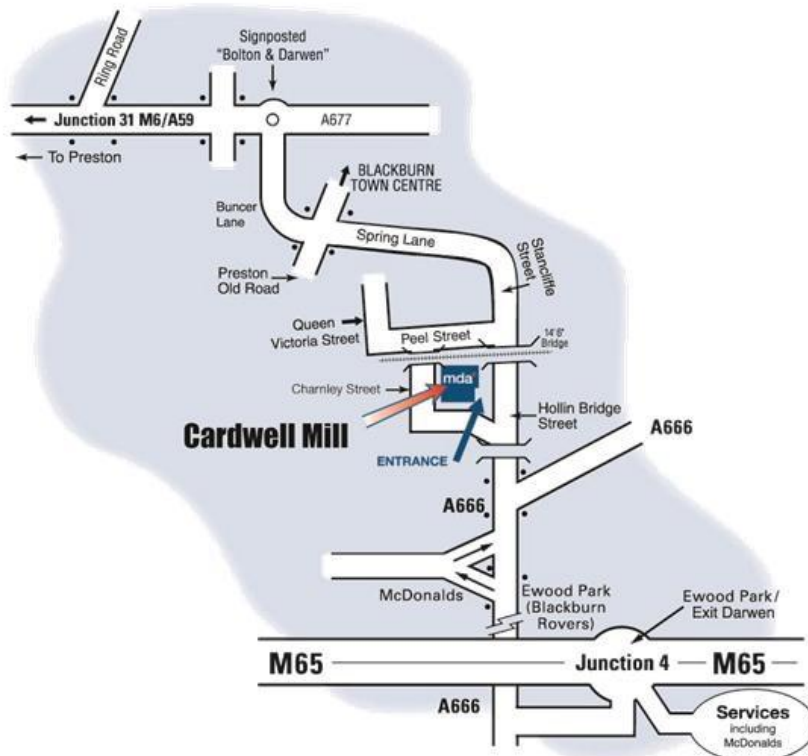 Ring Road
Signposted
"Bolton & Darwen"
Junction 31 M6/A59
A677
To Preston
BLACKBURN
TOWN CENTRE
Buncer
Lane
Spring Lane
Stancliffe
Street
Preston
Old Road
Queen
Victoria Street
Peel Street
14'6"
Bridge
Charnley Street
mda
Hollin Bridge
Street
Cardwell Mill
A666
ENTRANCE
A666
McDonalds
Ewood Park
(Blackburn
Rovers)
Ewood Park/
Exit Darwen
M65
Junction 4
M65
A666
Services
including
McDonalds